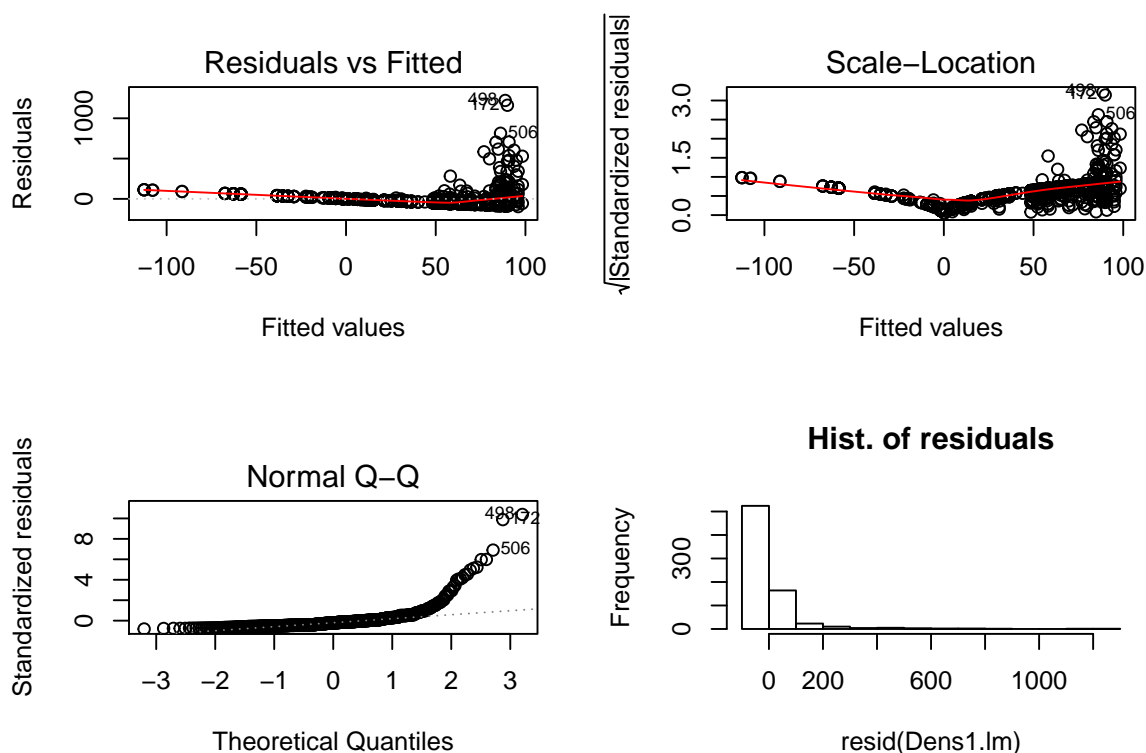 Residuals vs Fitted
Residuals
1000
0
498
172
506
−100 −50 0 50 100
Fitted values
Scale−Location
√|Standardized residuals|
3.0
1.5
0.0
498
172
506
−100 −50 0 50 100
Fitted values
Normal Q−Q
Standardized residuals
8
4
0
498
172
506
−3 −2 −1 0 1 2 3
Theoretical Quantiles
Hist. of residuals
Frequency
300
0
0 200 600 1000
resid(Dens1.lm)